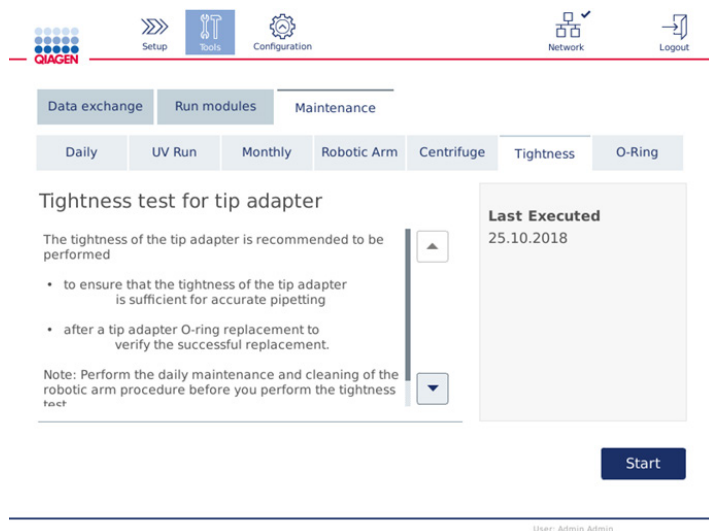 QIAGEN
Setup
Tools
Configuration
Network
Logout
Data exchange
Run modules
Maintenance
Daily
UV Run
Monthly
Robotic Arm
Centrifuge
Tightness
O-Ring
Tightness test for tip adapter
The tightness of the tip adapter is recommended to be
performed
• to ensure that the tightness of the tip adapter
is sufficient for accurate pipetting
• after a tip adapter O-ring replacement to
verify the successful replacement.
Note: Perform the daily maintenance and cleaning of the
robotic arm procedure before you perform the tightness
test
Last Executed
25.10.2018
Start
User: Admin Admin